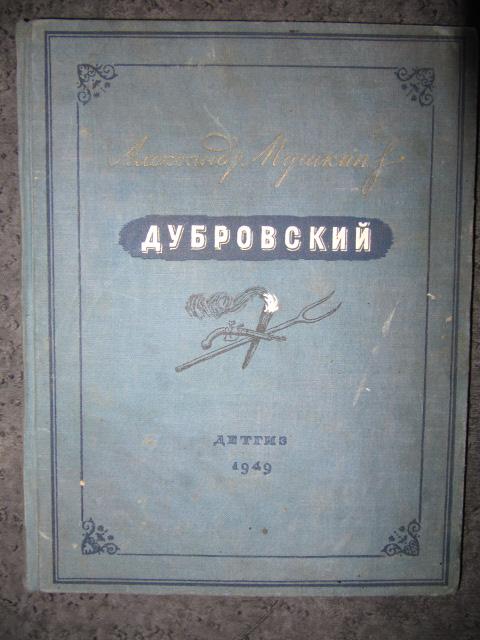 Александр Пушкин
ДУБРОВСКИЙ
ДЕТГИЗ
1949